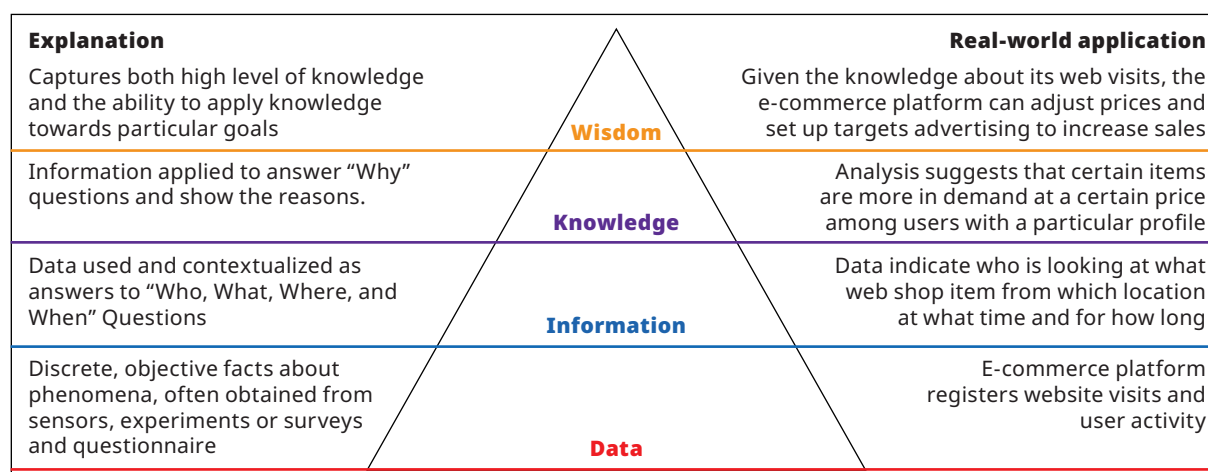 Explanation
Real-world application
Captures both high level of knowledge
and the ability to apply knowledge
towards particular goals
Wisdom
Given the knowledge about its web visits, the
e-commerce platform can adjust prices and
set up targets advertising to increase sales
Information applied to answer “Why”
questions and show the reasons.
Knowledge
Analysis suggests that certain items
are more in demand at a certain price
among users with a particular profile
Data used and contextualized as
answers to “Who, What, Where, and
When” Questions
Information
Data indicate who is looking at what
web shop item from which location
at what time and for how long
Discrete, objective facts about
phenomena, often obtained from
sensors, experiments or surveys
and questionnaire
Data
E-commerce platform
registers website visits and
user activity